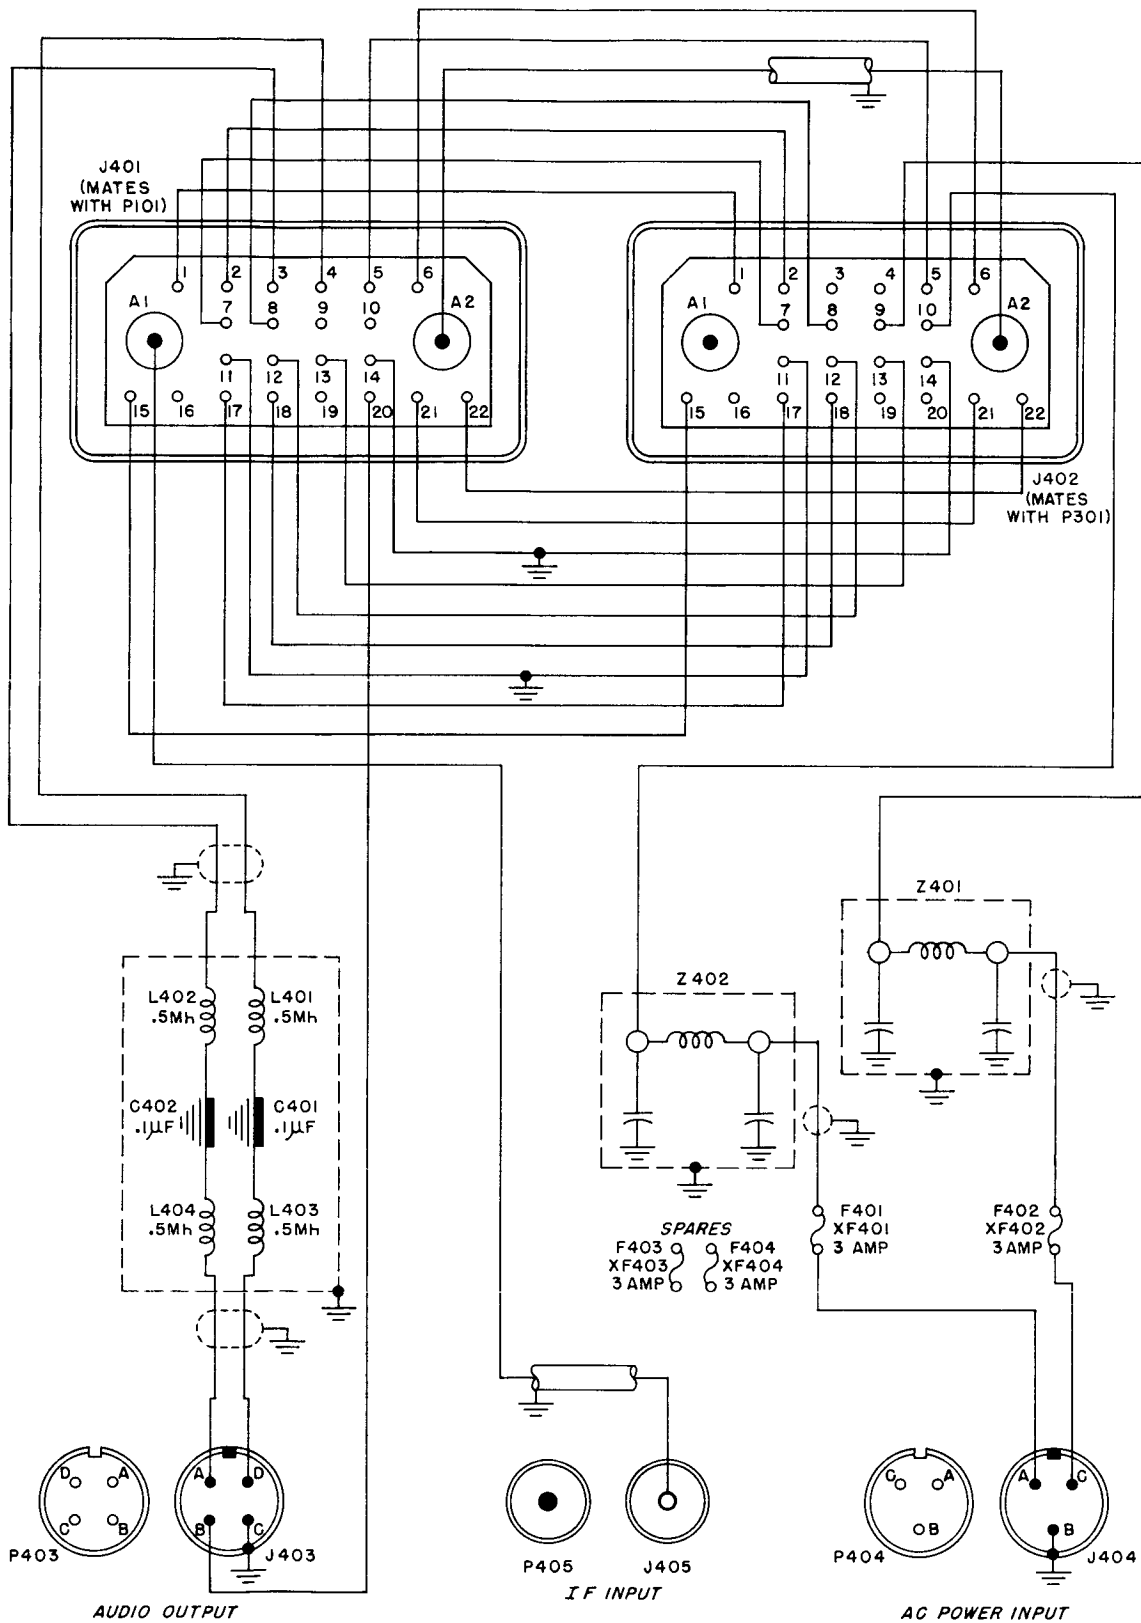 J401
(MATES
WITH P101)
1 2 3 4 5 6
A1 7 8 9 10 A2
11 12 13 14
15 16 17 18 19 20 21 22
1 2 3 4 5 6
A1 7 8 9 10 A2
11 12 13 14
15 16 17 18 19 20 21 22
J402
(MATES
WITH P301)
Z401
Z402
L402
.5Mh
L401
.5Mh
C402
.1µF
C401
.1µF
L404
.5Mh
L403
.5Mh
SPARES
F403
XF403
3 AMP
F404
XF404
3 AMP
F401
XF401
3 AMP
F402
XF402
3 AMP
D A
C B
P403
A D
B C
J403
AUDIO OUTPUT
P405
J405
IF INPUT
C A
B
P404
A C
B
J404
AC POWER INPUT